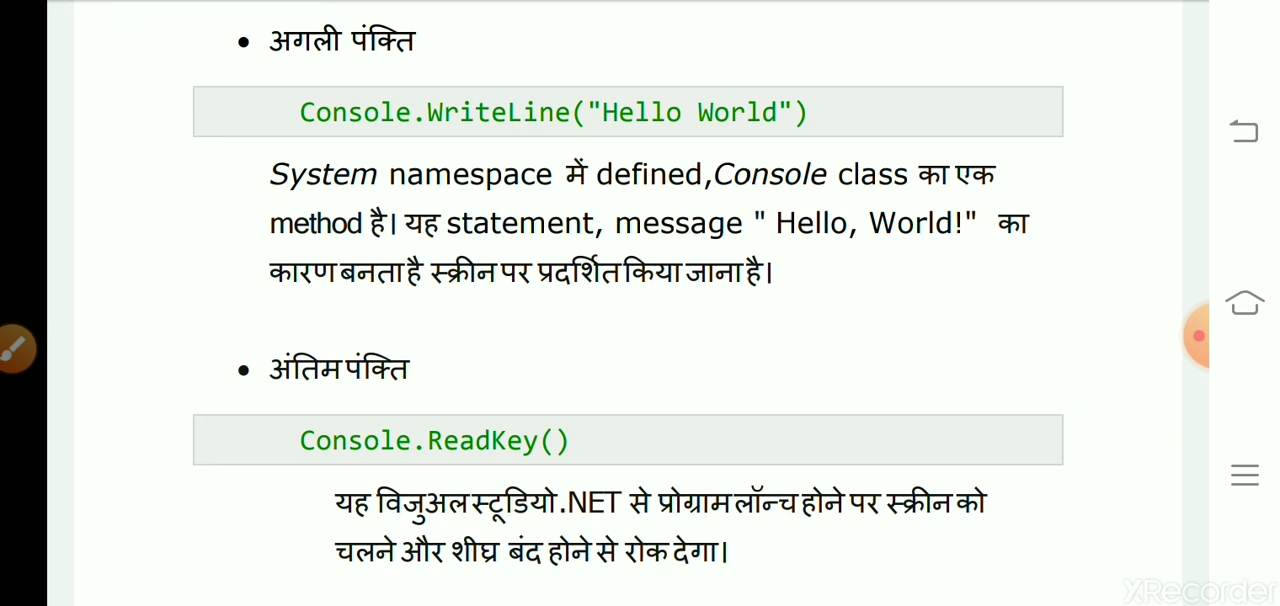 अगली पंक्ति
Console.WriteLine("Hello World")
System namespace में defined,Console class का एक
method है। यह statement, message " Hello, World!" का
कारण बनता है स्क्रीन पर प्रदर्शित किया जाना है।
अंतिम पंक्ति
Console.ReadKey()
यह विजुअल स्टूडियो .NET से प्रोग्राम लॉन्च होने पर स्क्रीन को
चलने और शीघ्र बंद होने से रोक देगा।
XRecorder